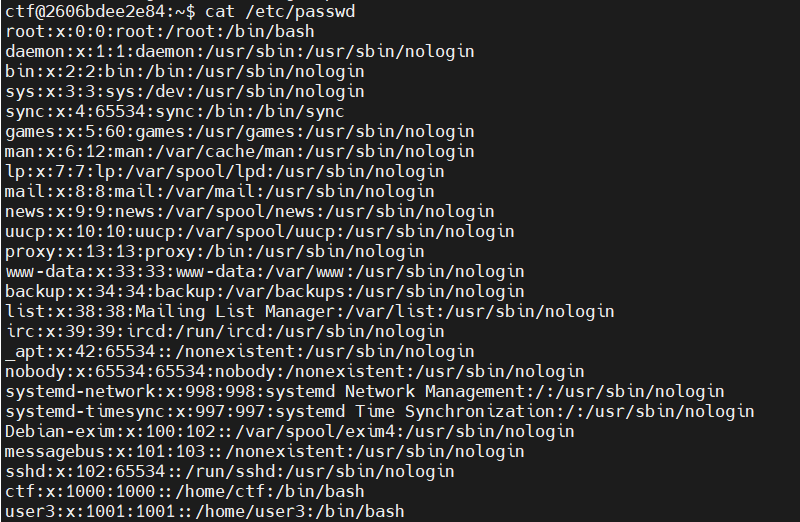 ctf@2606bdee2e84:~$ cat /etc/passwd
root:x:0:0:root:/root:/bin/bash
daemon:x:1:1:daemon:/usr/sbin:/usr/sbin/nologin
bin:x:2:2:bin:/bin:/usr/sbin/nologin
sys:x:3:3:sys:/dev:/usr/sbin/nologin
sync:x:4:65534:sync:/bin:/bin/sync
games:x:5:60:games:/usr/games:/usr/sbin/nologin
man:x:6:12:man:/var/cache/man:/usr/sbin/nologin
lp:x:7:7:lp:/var/spool/lpd:/usr/sbin/nologin
mail:x:8:8:mail:/var/mail:/usr/sbin/nologin
news:x:9:9:news:/var/spool/news:/usr/sbin/nologin
uucp:x:10:10:uucp:/var/spool/uucp:/usr/sbin/nologin
proxy:x:13:13:proxy:/bin:/usr/sbin/nologin
www-data:x:33:33:www-data:/var/www:/usr/sbin/nologin
backup:x:34:34:backup:/var/backups:/usr/sbin/nologin
list:x:38:38:Mailing List Manager:/var/list:/usr/sbin/nologin
irc:x:39:39:ircd:/run/ircd:/usr/sbin/nologin
_apt:x:42:65534::/nonexistent:/usr/sbin/nologin
nobody:x:65534:65534:nobody:/nonexistent:/usr/sbin/nologin
systemd-network:x:998:998:systemd Network Management:/:/usr/sbin/nologin
systemd-timesync:x:997:997:systemd Time Synchronization:/:/usr/sbin/nologin
Debian-exim:x:100:102::/var/spool/exim4:/usr/sbin/nologin
messagebus:x:101:103::/nonexistent:/usr/sbin/nologin
sshd:x:102:65534::/run/sshd:/usr/sbin/nologin
ctf:x:1000:1000::/home/ctf:/bin/bash
user3:x:1001:1001::/home/user3:/bin/bash